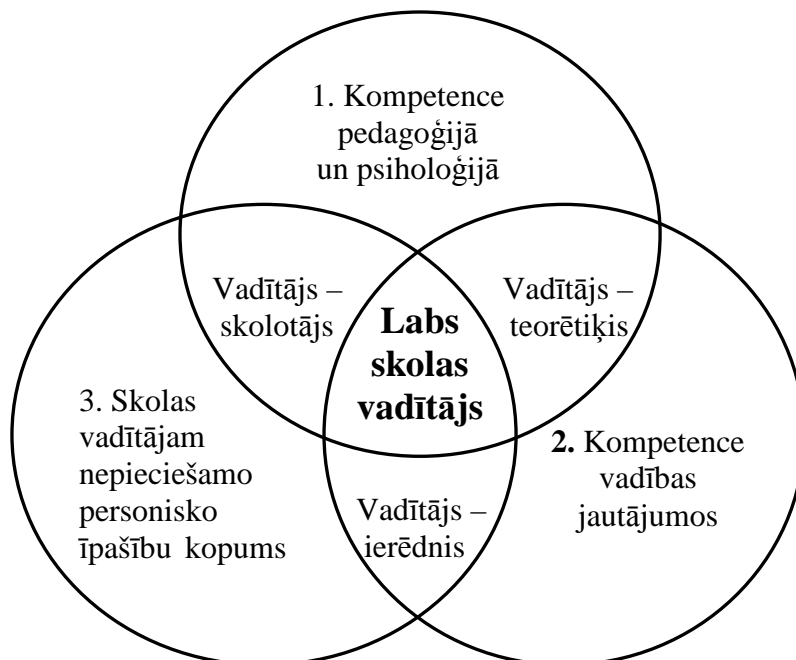 1. Kompetence
pedagoģijā
un psiholoģijā
Vadītājs –
skolotājs
Vadītājs –
teorētiķis
Labs
skolas
vadītājs
3. Skolas
vadītājam
nepieciešamo
personisko
īpašību kopums
2. Kompetence
vadības
jautājumos
Vadītājs –
ierēdnis